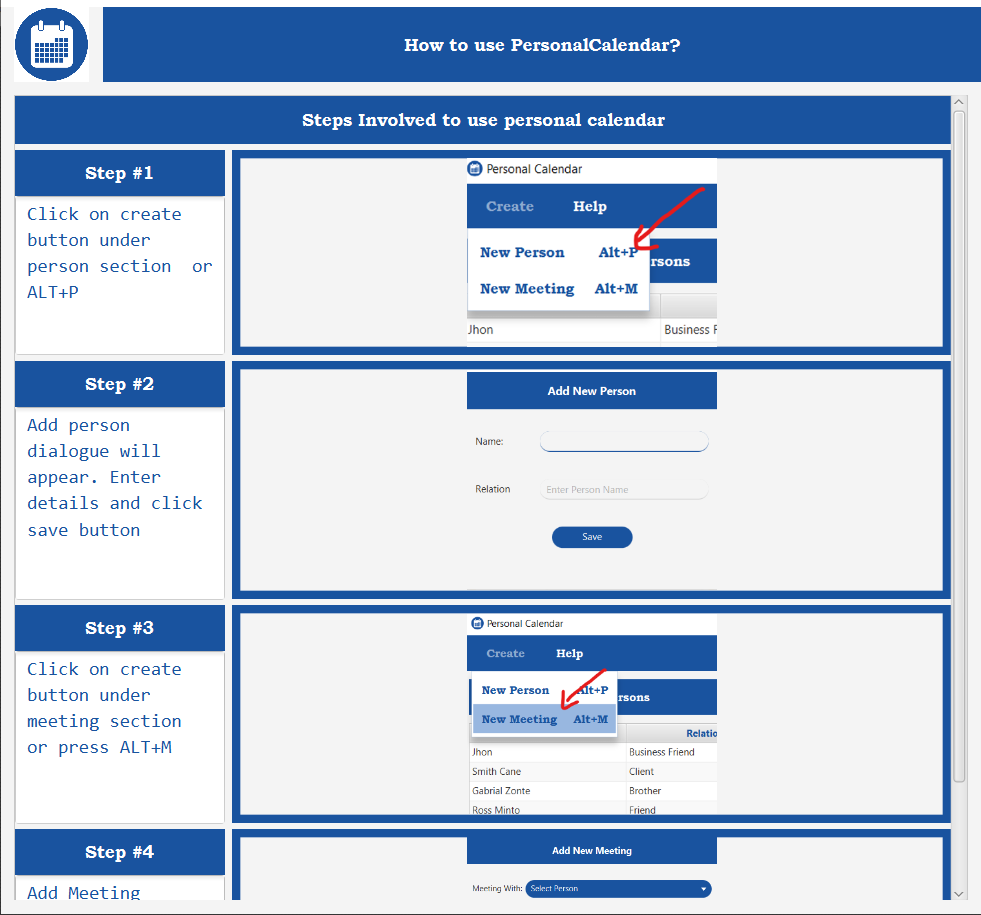 How to use PersonalCalendar?
Steps Involved to use personal calendar
Step #1
Click on create
button under
person section or
ALT+P
Personal Calendar
Create Help
New Person Alt+P
rsons
New Meeting Alt+M
Jhon Business F
Step #2
Add person
dialogue will
appear. Enter
details and click
save button
Add New Person
Name:
Relation Enter Person Name
Save
Step #3
Click on create
button under
meeting section
or press ALT+M
Personal Calendar
Create Help
New Person Alt+P
rsons
New Meeting Alt+M
Relatio
Jhon Business Friend
Smith Cane Client
Gabrial Zonte Brother
Ross Minto Friend
Step #4
Add Meeting
Add New Meeting
Meeting With: Select Person